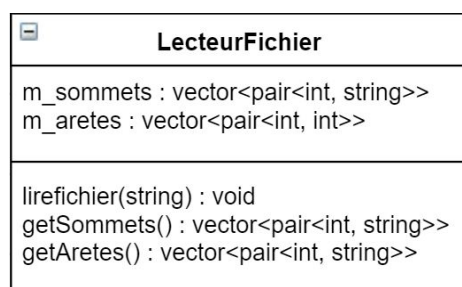 LecteurFichier
m_sommets : vector<pair<int, string>>
m_aretes : vector<pair<int, int>>
lirefichier(string) : void
getSommets() : vector<pair<int, string>>
getAretes() : vector<pair<int, string>>